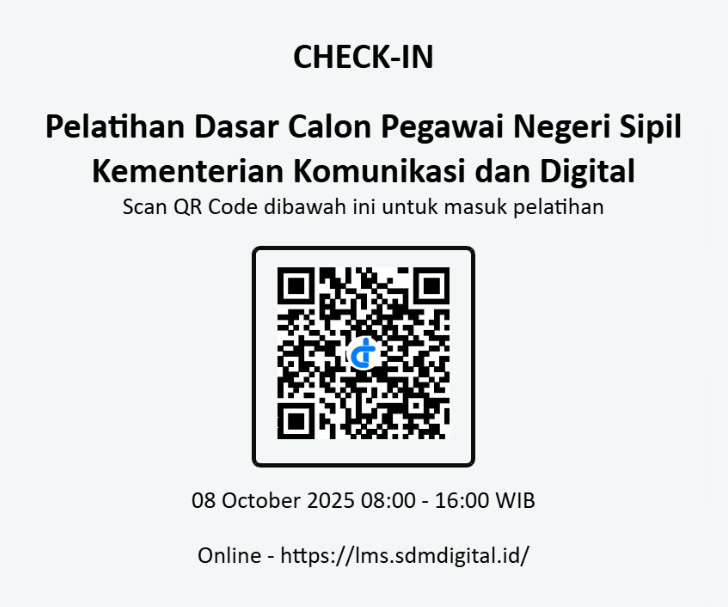 CHECK-IN
Pelatihan Dasar Calon Pegawai Negeri Sipil
Kementerian Komunikasi dan Digital
Scan QR Code dibawah ini untuk masuk pelatihan
08 October 2025 08:00 - 16:00 WIB
Online - https://lms.sdmdigital.id/